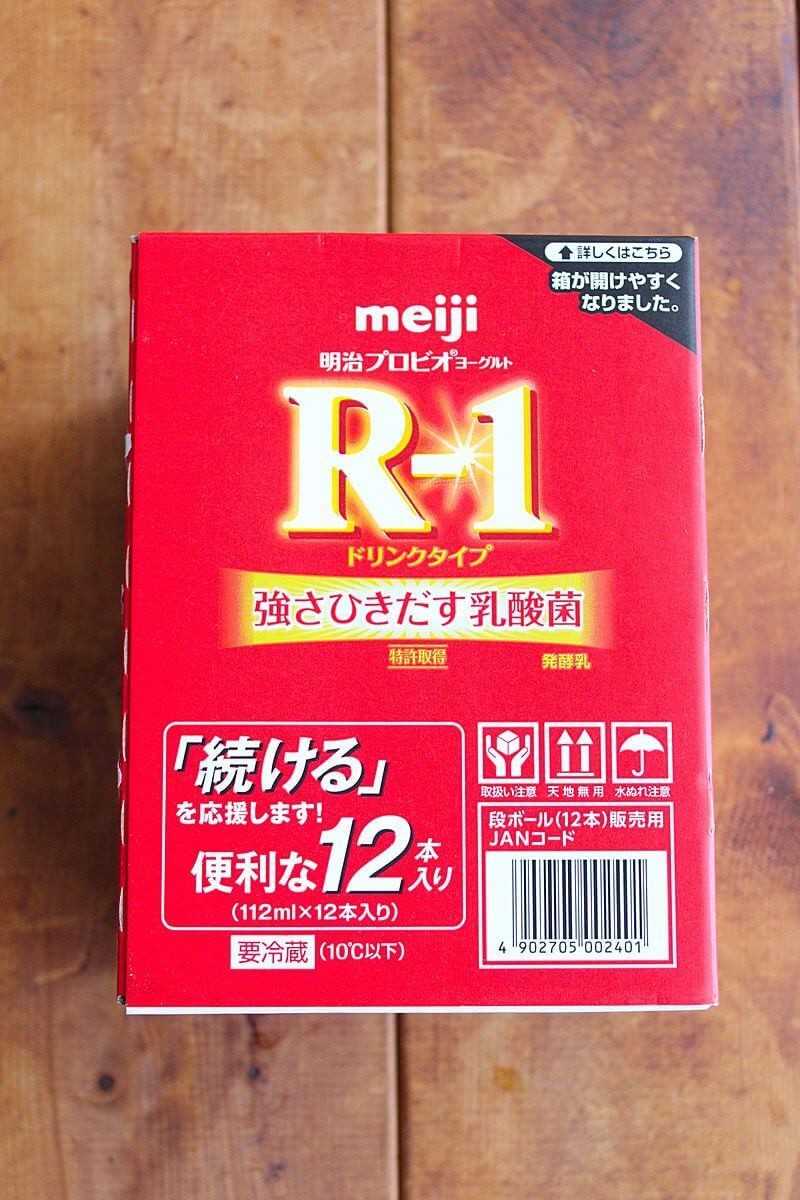 詳しくはこちら
箱が開けやすく
なりました。
meiji
明治プロビオ®ヨーグルト
R-1
ドリンクタイプ
強さひきだす乳酸菌
特許取得
発酵乳
「続ける」
を応援します!
便利な12本入り
(112ml×12本入り)
要冷蔵 (10℃以下)
取扱い注意 天地無用 水ぬれ注意
段ボール(12本)販売用
JANコード
4 902705 002401